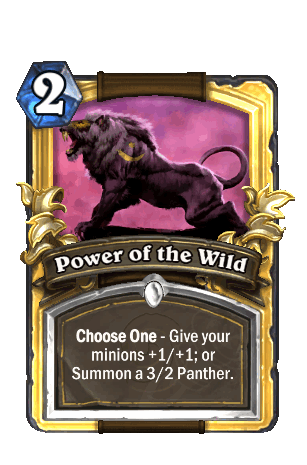 2
Power of the Wild
Choose One - Give your
minions +1/+1; or
Summon a 3/2 Panther.